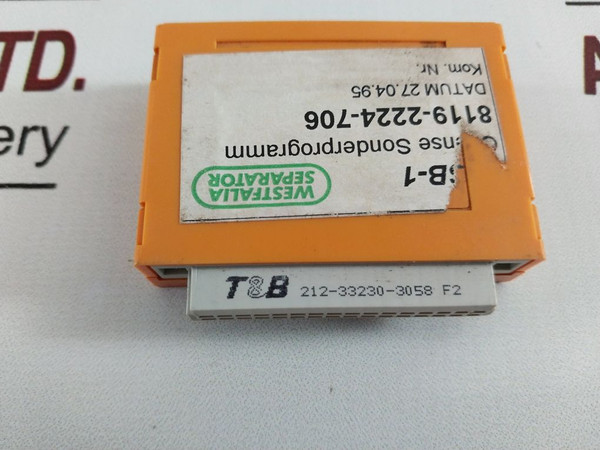 TD.
ery
WESTFALIA
SEPARATOR
B-1
ense Sonderprogramm
8119-2224-706
DATUM 27.04.95
Kom. Nr.
T&B 212-33230-3058 F2